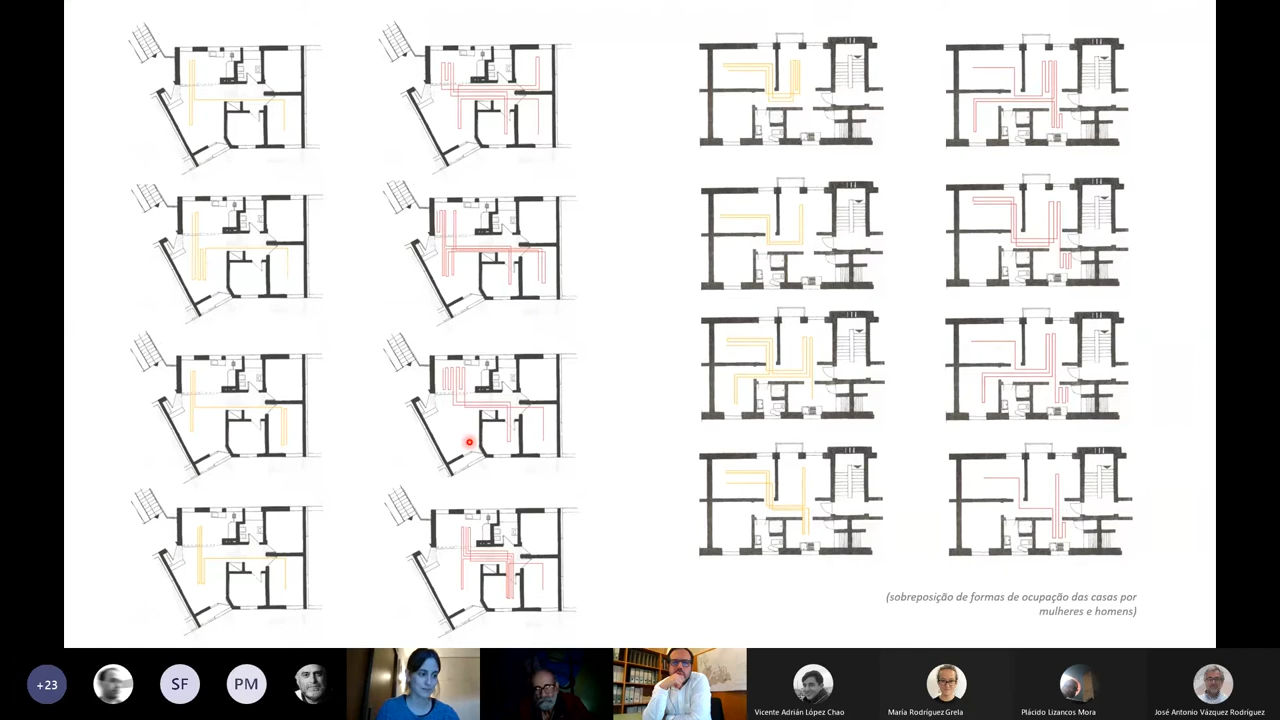 (sobreposição de formas de ocupação das casas por
mulheres e homens)
+23
SF
PM
Vicente Adrián López Chao
María Rodríguez Grela
Plácido Lizancos Mora
José Antonio Vázquez Rodríguez